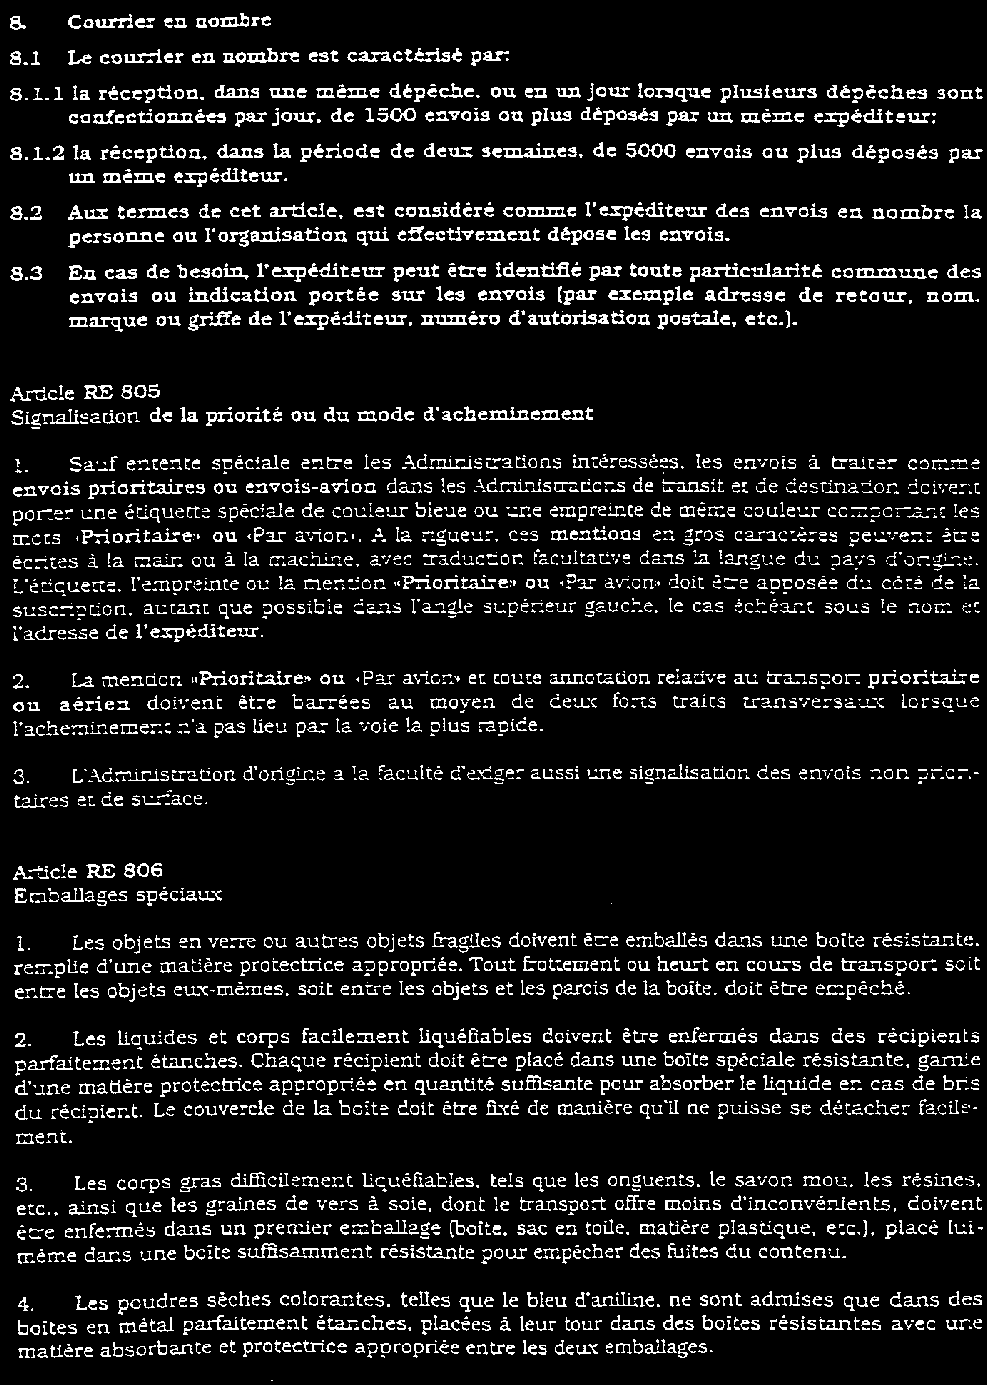 8. Courrier en nombre
8.1 Le courrier en nombre est caractérisé par:
8.1.1 la réception, dans une même dépêche, ou en un jour lorsque plusieurs dépêches sont
confectionnées par jour, de 1500 envois ou plus déposés par un même expéditeur;
8.1.2 la réception, dans la période de deux semaines, de 5000 envois ou plus déposés par
un même expéditeur.
8.2 Aux termes de cet article, est considéré comme l'expéditeur des envois en nombre la
personne ou l'organisation qui effectivement dépose les envois.
8.3 En cas de besoin, l'expéditeur peut être identifié par toute particularité commune des
envois ou indication portée sur les envois (par exemple adresse de retour, nom,
marque ou griffe de l'expéditeur, numéro d'autorisation postale, etc.).
Article RE 805
Signalisation de la priorité ou du mode d'acheminement
1. Sauf entente spéciale entre les Administrations intéressées, les envois à traiter comme
envois prioritaires ou envois-avion dans les Administrations de transit et de destination doivent
porter une étiquette spéciale de couleur bleue ou une empreinte de même couleur comportant les
mots «Prioritaire» ou «Par avion». A la rigueur, ces mentions en gros caractères peuvent être
écrites à la main ou à la machine, avec traduction facultative dans la langue du pays d'origine.
L'étiquette, l'empreinte ou la mention «Prioritaire» ou «Par avion» doit être apposée du côté de la
suscription, autant que possible dans l'angle supérieur gauche, le cas échéant sous le nom et
l'adresse de l'expéditeur.
2. La mention «Prioritaire» ou «Par avion» et toute annotation relative au transport prioritaire
ou aérien doivent être barrées au moyen de deux forts traits transversaux lorsque
l'acheminement n'a pas lieu par la voie la plus rapide.
3. L'Administration d'origine a la faculté d'exiger aussi une signalisation des envois non priori-
taires et de surface.
Article RE 806
Emballages spéciaux
1. Les objets en verre ou autres objets fragiles doivent être emballés dans une boîte résistante,
remplie d'une matière protectrice appropriée. Tout frottement ou heurt en cours de transport soit
entre les objets eux-mêmes, soit entre les objets et les parois de la boîte, doit être empêché.
2. Les liquides et corps facilement liquéfiables doivent être enfermés dans des récipients
parfaitement étanches. Chaque récipient doit être placé dans une boîte spéciale résistante, garnie
d'une matière protectrice appropriée en quantité suffisante pour absorber le liquide en cas de bris
du récipient. Le couvercle de la boîte doit être fixé de manière qu'il ne puisse se détacher facile-
ment.
3. Les corps gras difficilement liquéfiables, tels que les onguents, le savon mou, les résines,
etc., ainsi que les graines de vers à soie, dont le transport offre moins d'inconvénients, doivent
être enfermés dans un premier emballage (boîte, sac en toile, matière plastique, etc.), placé lui-
même dans une boîte suffisamment résistante pour empêcher des fuites du contenu.
4. Les poudres sèches colorantes, telles que le bleu d'aniline, ne sont admises que dans des
boîtes en métal parfaitement étanches, placées à leur tour dans des boîtes résistantes avec une
matière absorbante et protectrice appropriée entre les deux emballages.